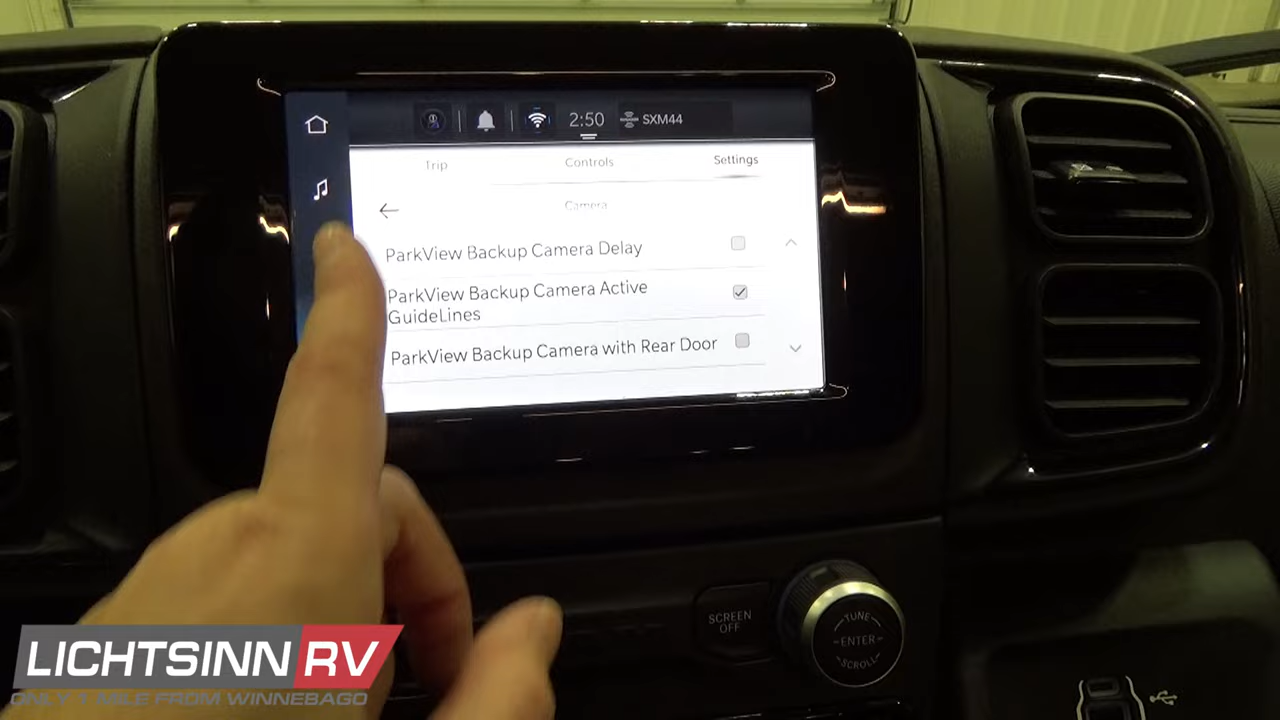 2:50
SXM44
Trip
Controls
Settings
Camera
ParkView Backup Camera Delay
ParkView Backup Camera Active
GuideLines
ParkView Backup Camera with Rear Door
SCREEN
OFF
TUNE
ENTER
SCROLL
LICHTSINN RV
ONLY 1 MILE FROM WINNEBAGO